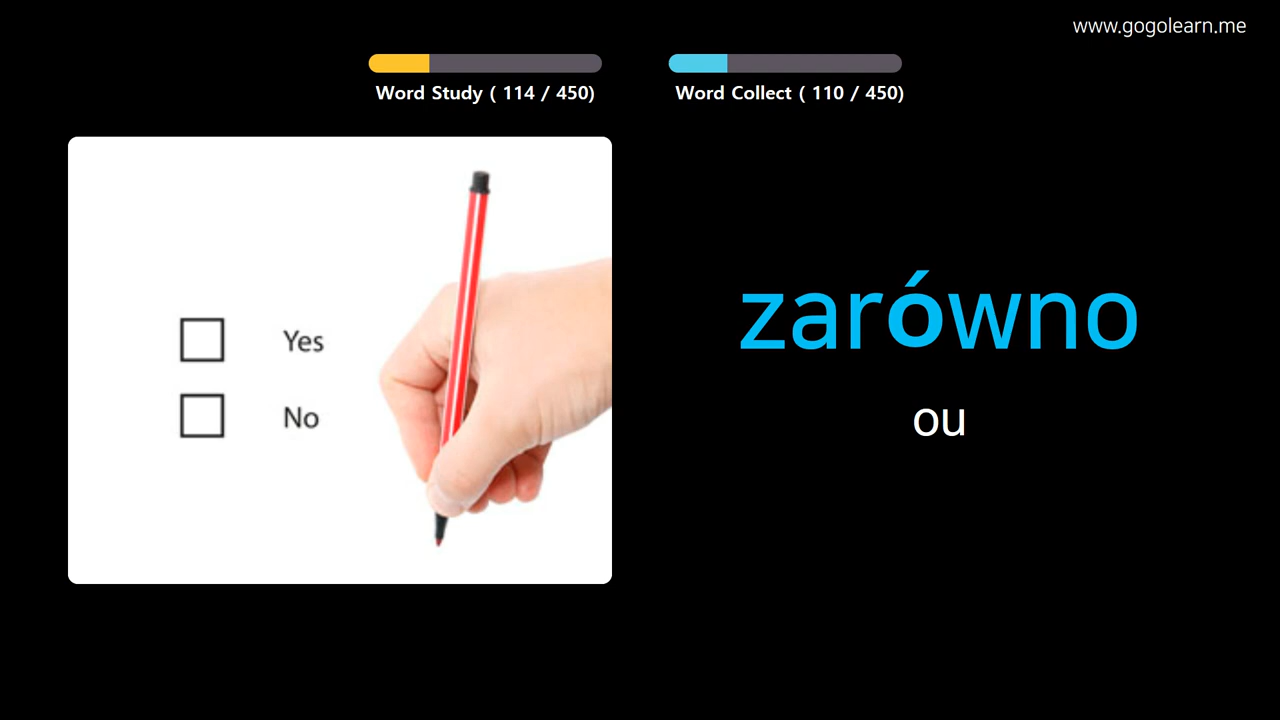 www.gogolearn.me
Word Study ( 114 / 450)
Word Collect ( 110 / 450)
Yes
No
zarówno
ou